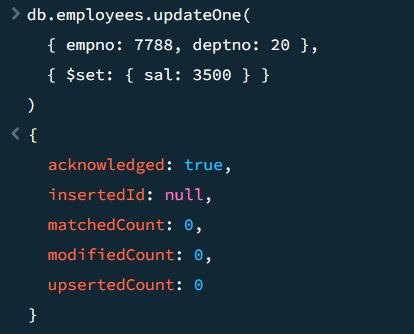 > db.employees.updateOne(
{ empno: 7788, deptno: 20 },
{ $set: { sal: 3500 } }
)
< {
acknowledged: true,
insertedId: null,
matchedCount: 0,
modifiedCount: 0,
upsertedCount: 0
}